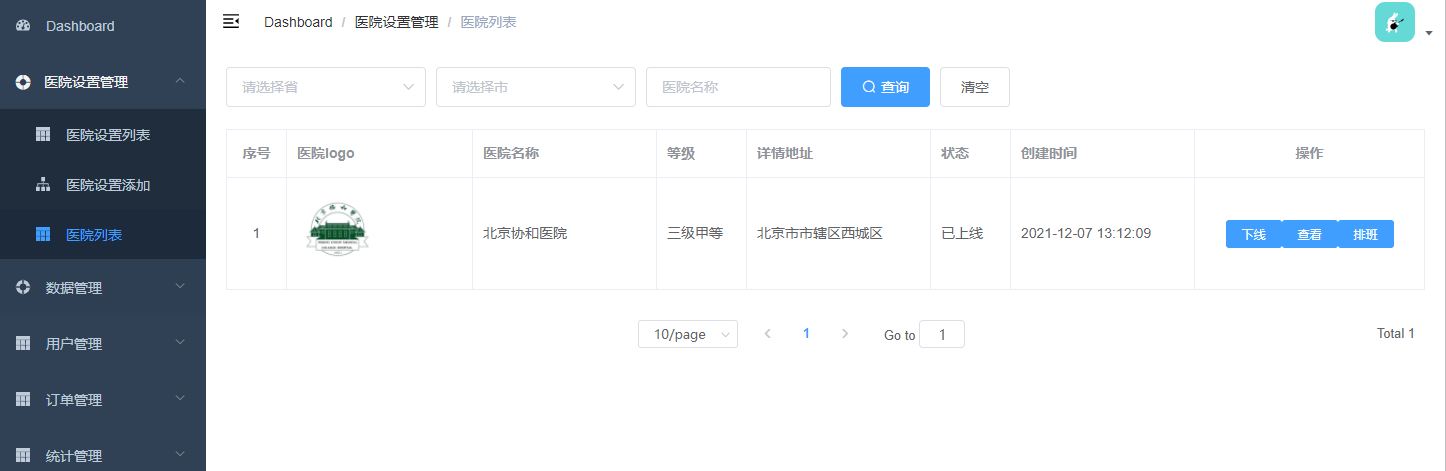 Dashboard
医院设置管理
医院设置列表
医院设置添加
医院列表
数据管理
用户管理
订单管理
统计管理
Dashboard / 医院设置管理 / 医院列表
请选择省 请选择市 医院名称 查询 清空
序号 医院logo 医院名称 等级 详情地址 状态 创建时间 操作
1 北京协和医院 三级甲等 北京市市辖区西城区 已上线 2021-12-07 13:12:09 下线 查看 排班
10/page 1 Go to 1 Total 1